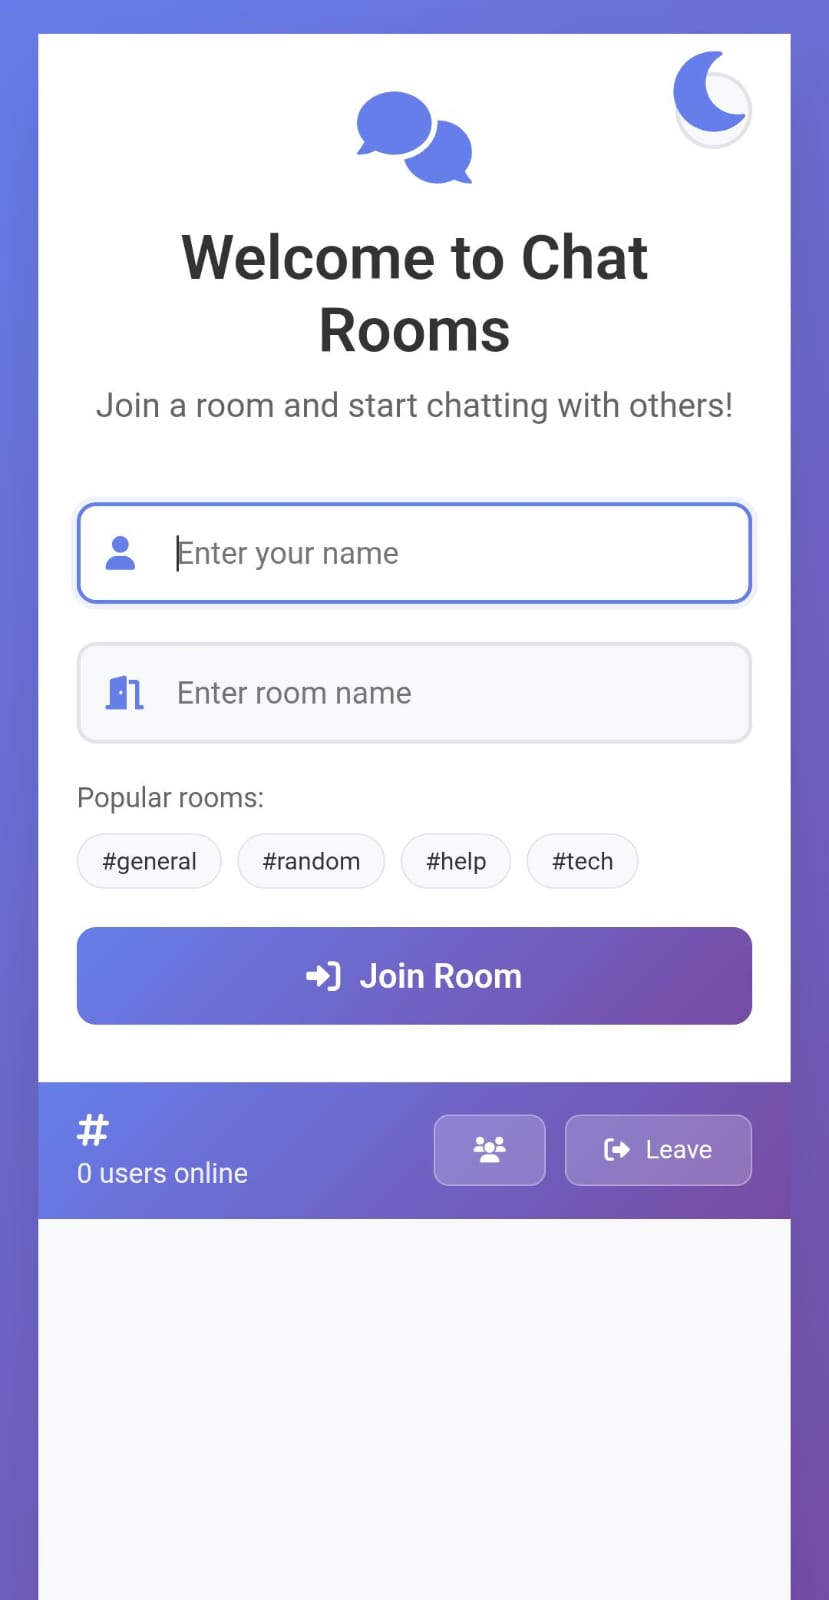 Welcome to Chat
Rooms
Join a room and start chatting with others!
Enter your name
Enter room name
Popular rooms:
#general #random #help #tech
Join Room
#
0 users online
Leave